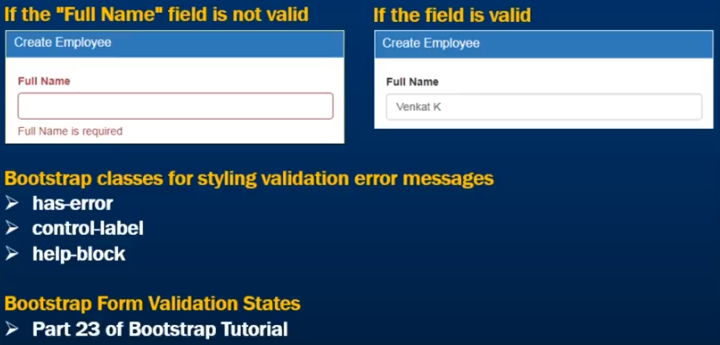 If the "Full Name" field is not valid
Create Employee
Full Name
Full Name is required
If the field is valid
Create Employee
Full Name
Venkat K
Bootstrap classes for styling validation error messages
has-error
control-label
help-block
Bootstrap Form Validation States
Part 23 of Bootstrap Tutorial